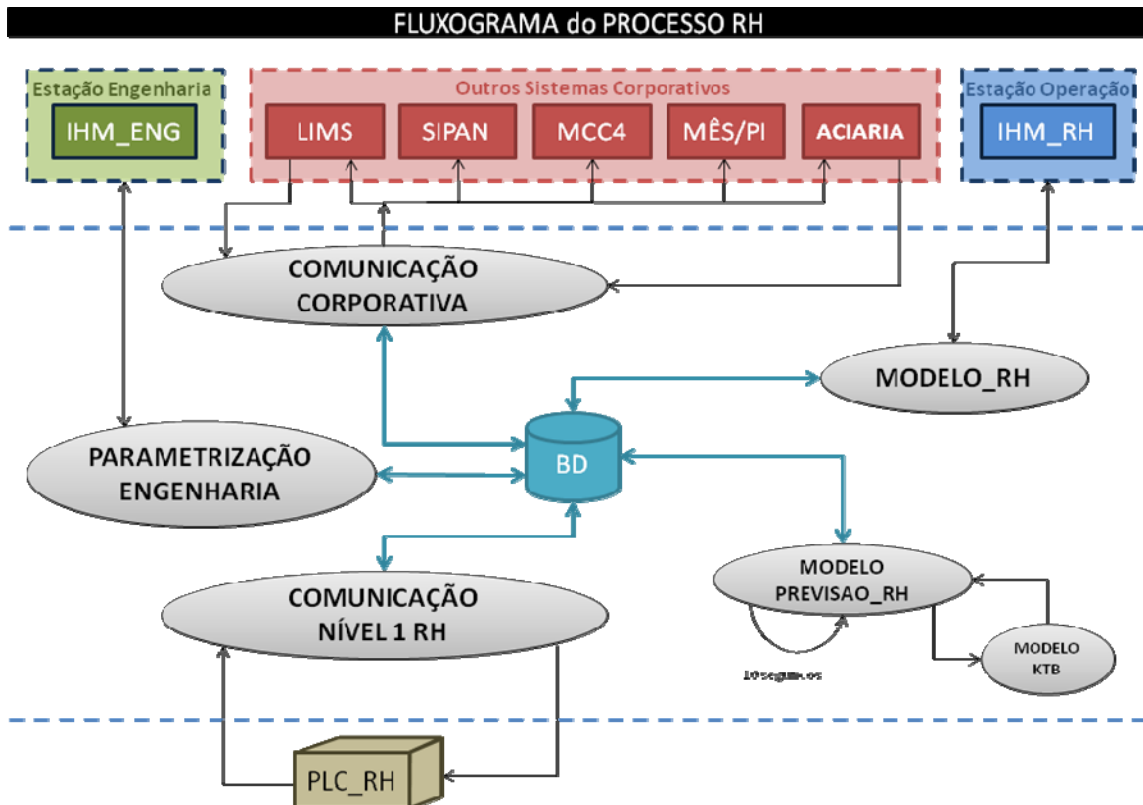 FLUXOGRAMA do PROCESSO RH
Estação Engenharia
IHM_ENG
Outros Sistemas Corporativos
LIMS
SIPAN
MCC4
MÊS/PI
ACIARIA
Estação Operação
IHM_RH
COMUNICAÇÃO
CORPORATIVA
MODELO_RH
PARAMETRIZAÇÃO
ENGENHARIA
BD
COMUNICAÇÃO
NÍVEL 1 RH
MODELO
PREVISAO_RH
MODELO
KTB
PLC_RH